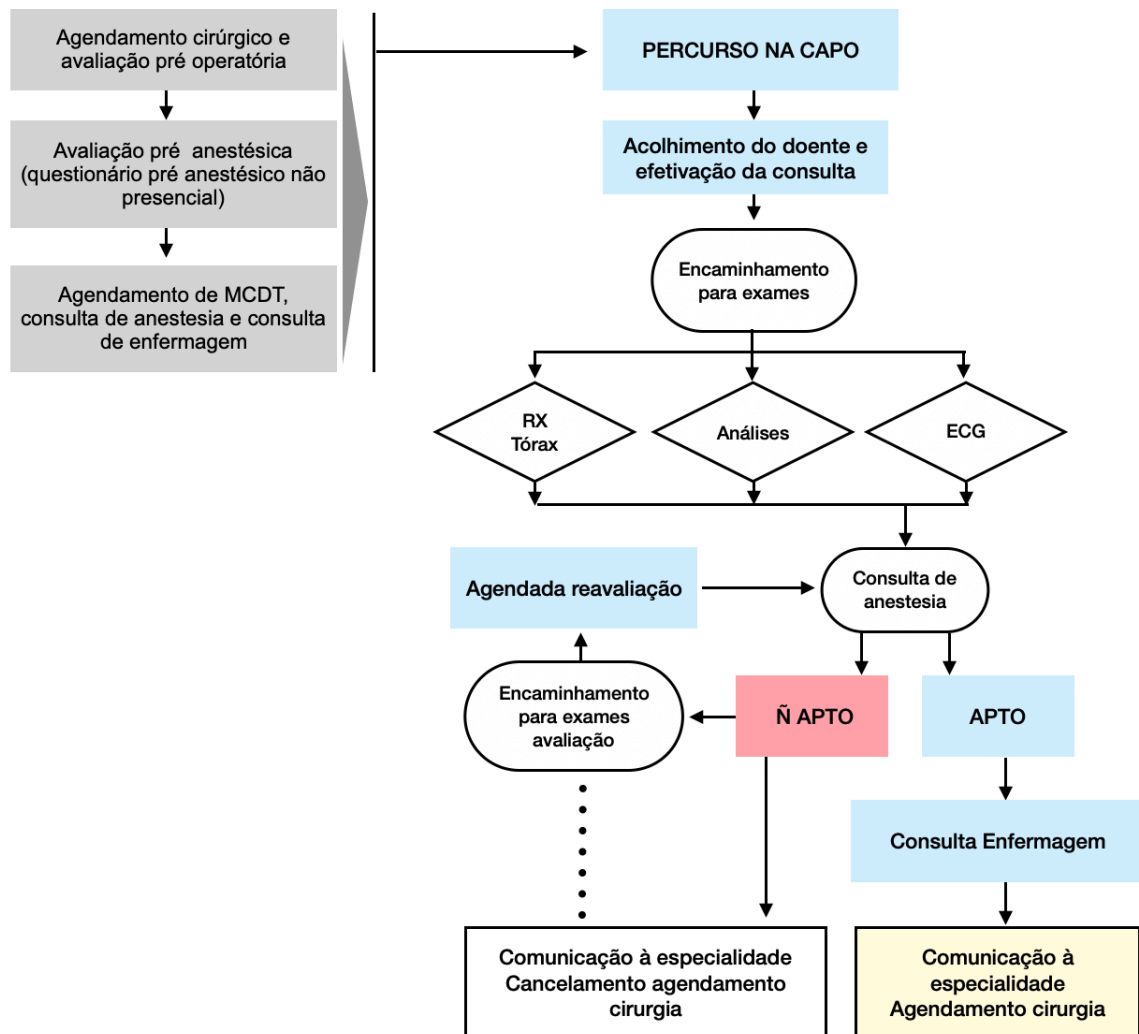 Agendamento cirúrgico e
avaliação pré operatória
Avaliação pré anestésica
(questionário pré anestésico não
presencial)
Agendamento de MCDT,
consulta de anestesia e consulta
de enfermagem
PERCURSO NA CAPO
Acolhimento do doente e
efetivação da consulta
Encaminhamento
para exames
RX
Tórax
Análises
ECG
Agendada reavaliação
Consulta de
anestesia
Encaminhamento
para exames
avaliação
Ñ APTO
APTO
Consulta Enfermagem
Comunicação à especialidade
Cancelamento agendamento
cirurgia
Comunicação à
especialidade
Agendamento cirurgia